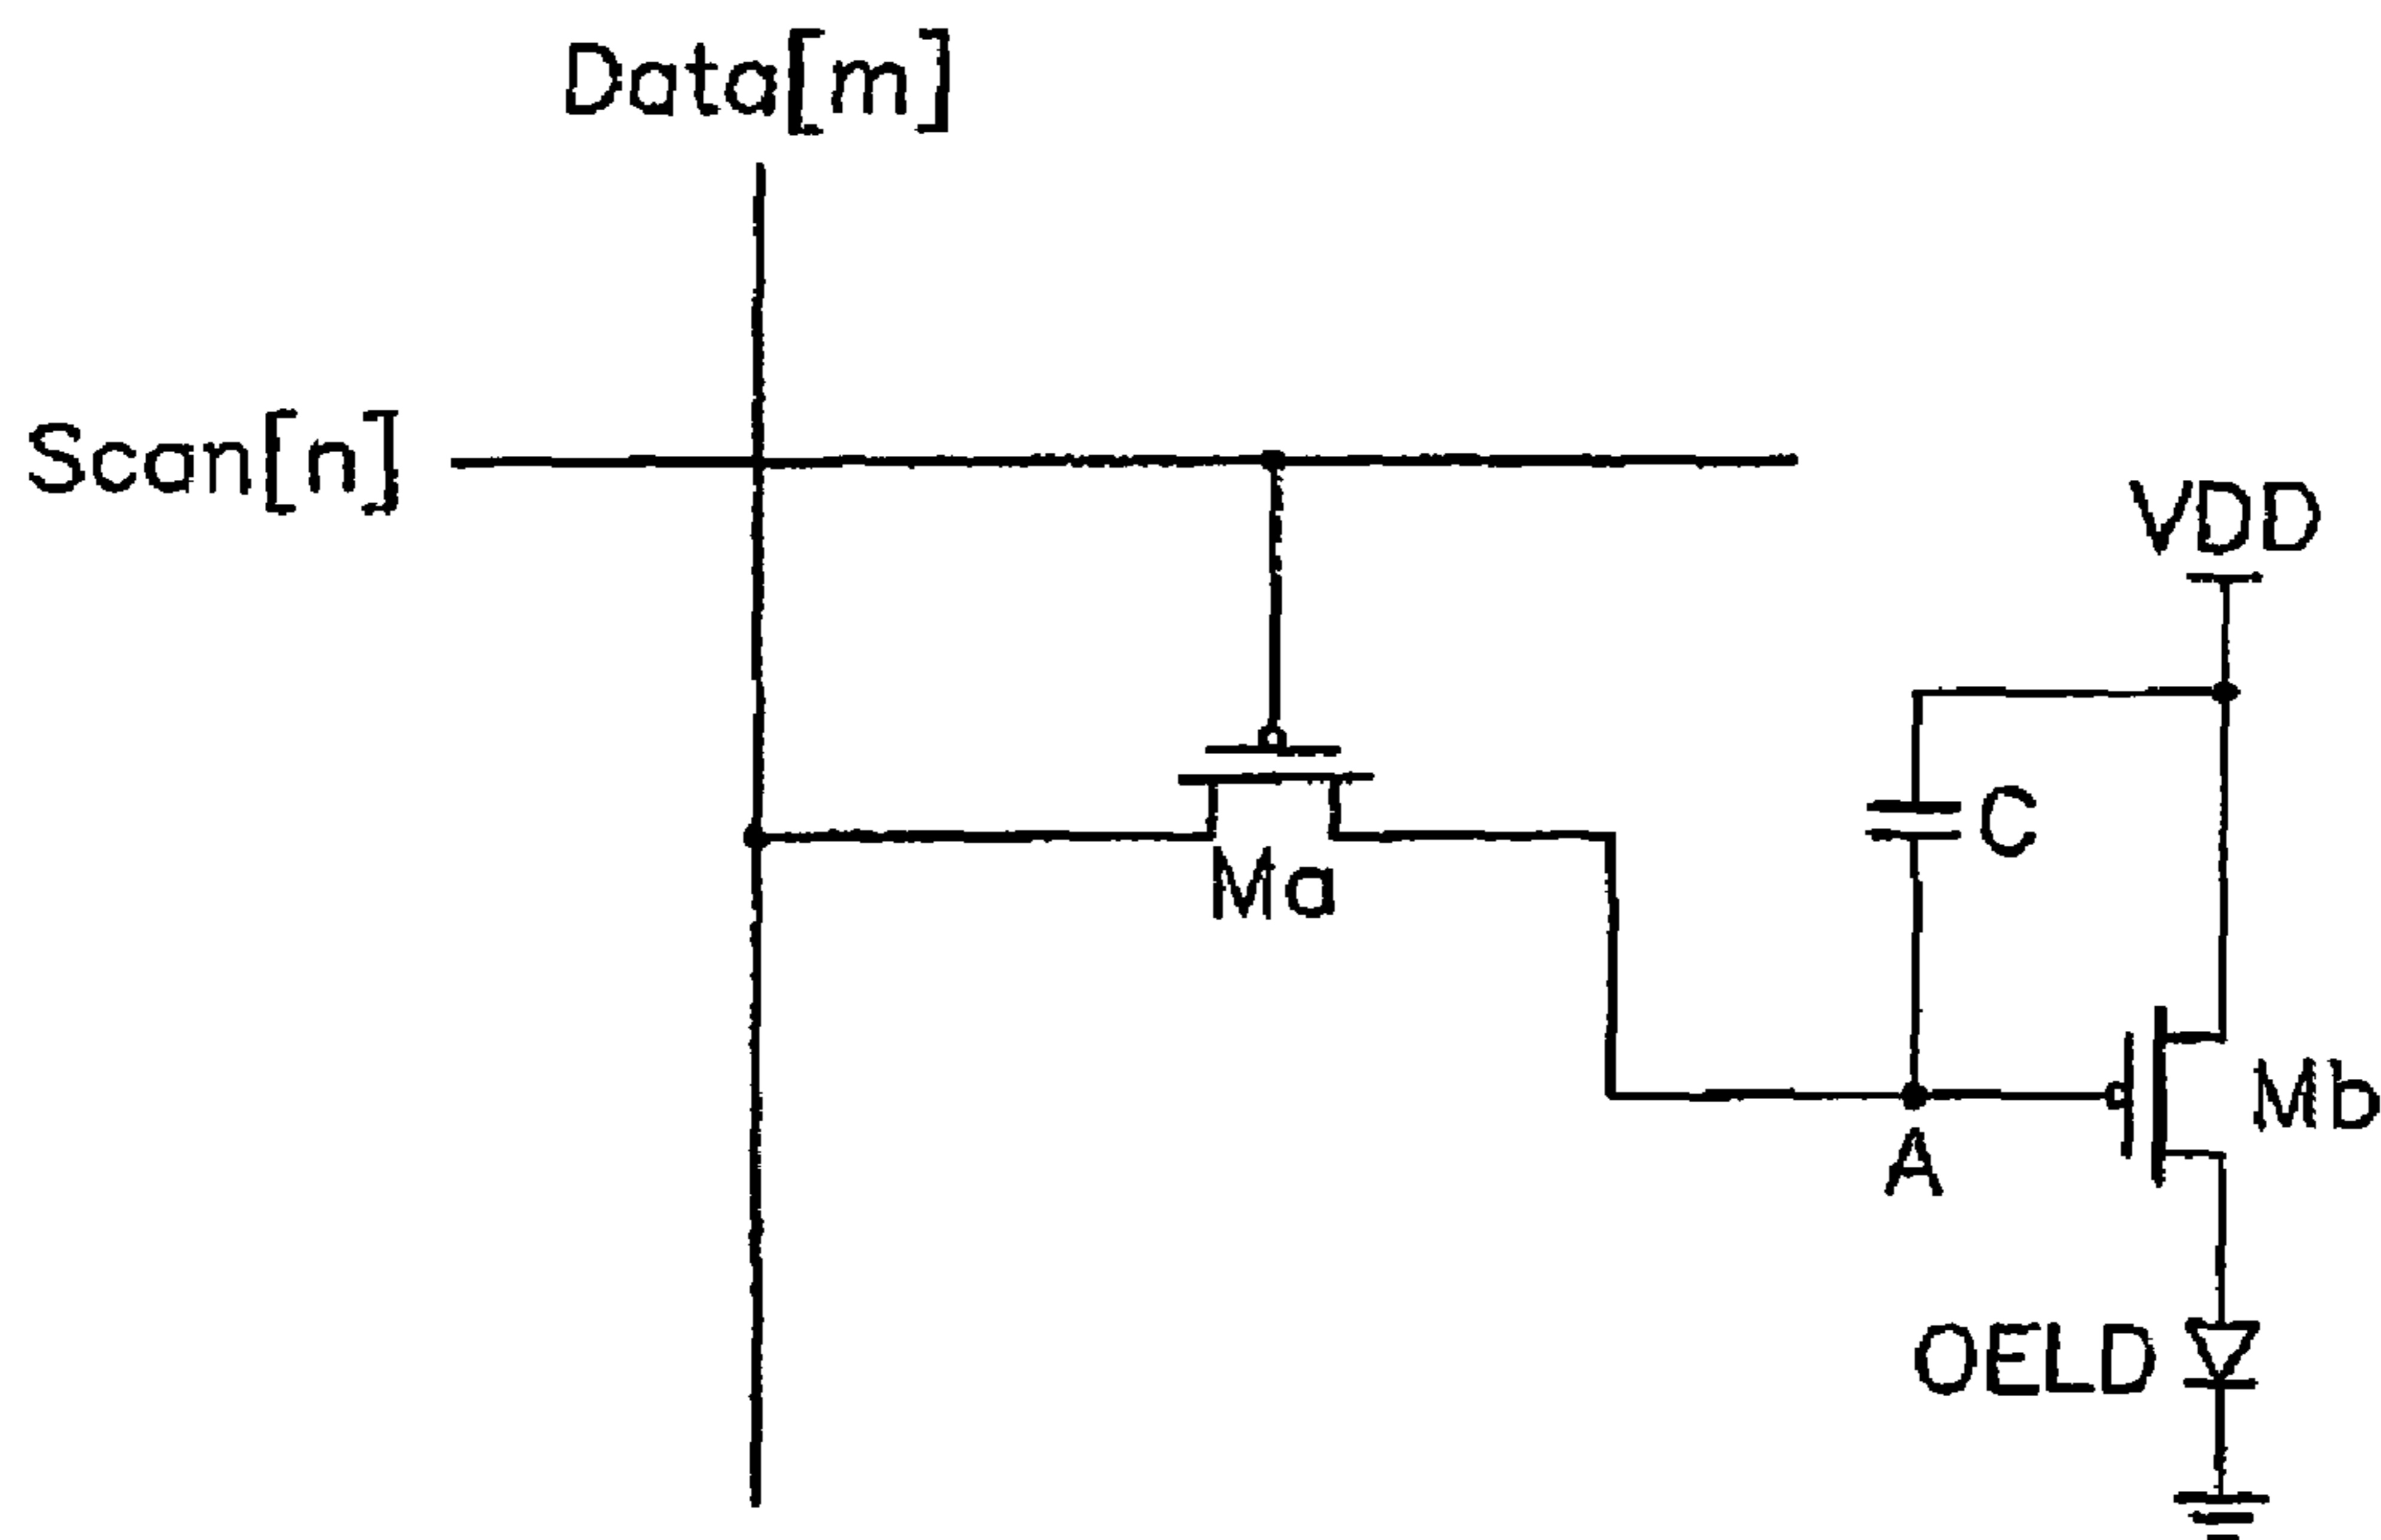 Data[m]
Scan[n]
VDD
C
Ma
Mb
A
OELD